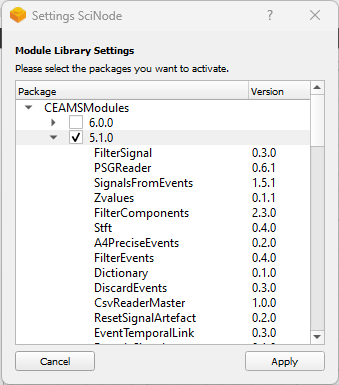 Settings SciNode
Module Library Settings
Please select the packages you want to activate.
Package Version
CEAMSModules
6.0.0
5.1.0
FilterSignal 0.3.0
PSGReader 0.6.1
SignalsFromEvents 1.5.1
Zvalues 0.1.1
FilterComponents 2.3.0
Stft 0.4.0
A4PreciseEvents 0.2.0
FilterEvents 0.4.0
Dictionary 0.1.0
DiscardEvents 0.3.0
CsvReaderMaster 1.0.0
ResetSignalArtefact 0.2.0
EventTemporalLink 0.3.0
Cancel Apply